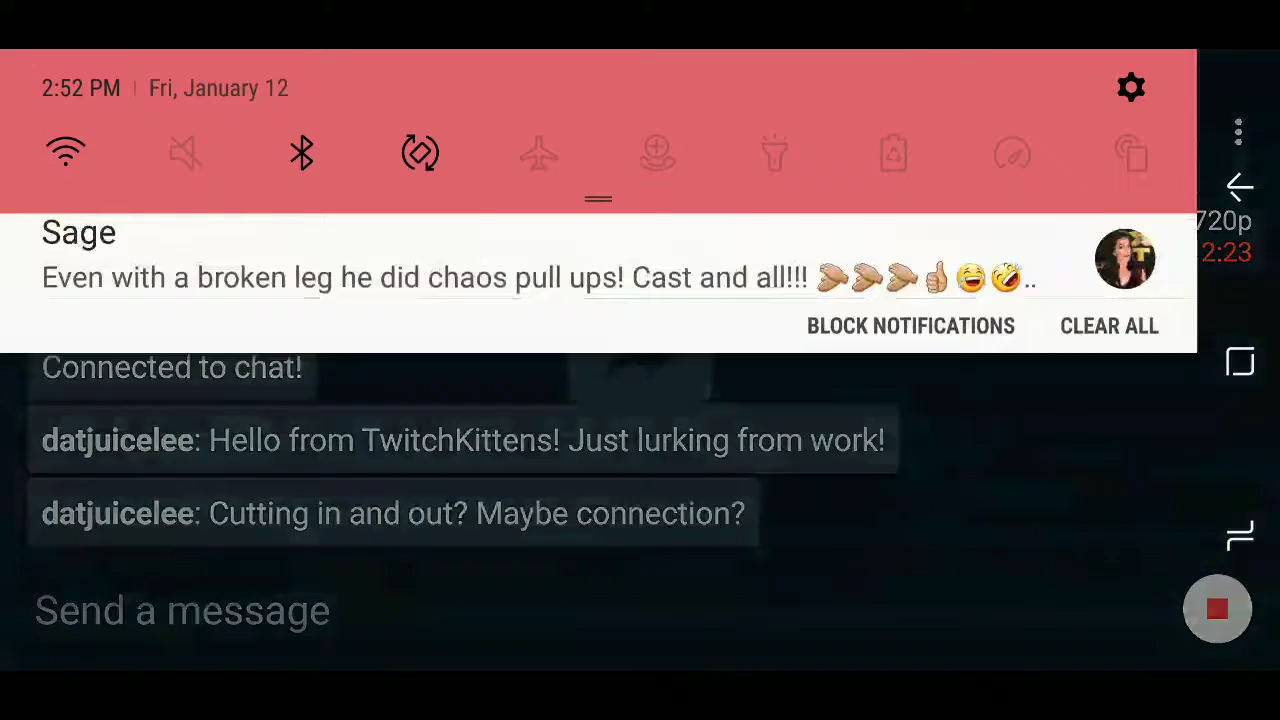 2:52 PM | Fri, January 12
Sage
Even with a broken leg he did chaos pull ups! Cast and all!!! 👏🏼👏🏼👏🏼👍🏼😂🤣..
BLOCK NOTIFICATIONS CLEAR ALL
720p
2:23
Connected to chat!
datjuicelee: Hello from TwitchKittens! Just lurking from work!
datjuicelee: Cutting in and out? Maybe connection?
Send a message